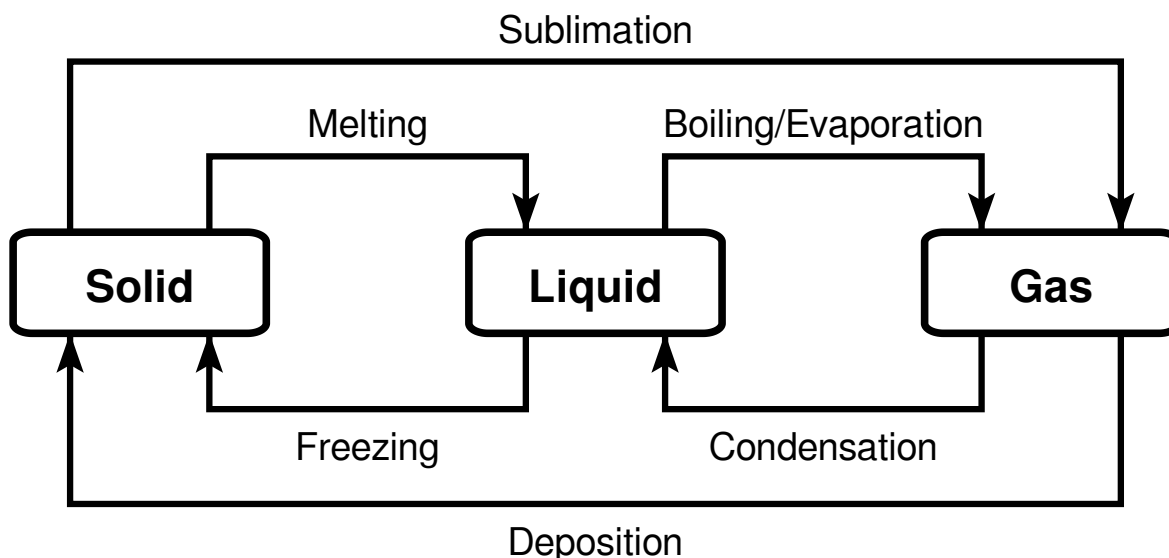 Sublimation
Melting
Boiling/Evaporation
Solid
Liquid
Gas
Freezing
Condensation
Deposition